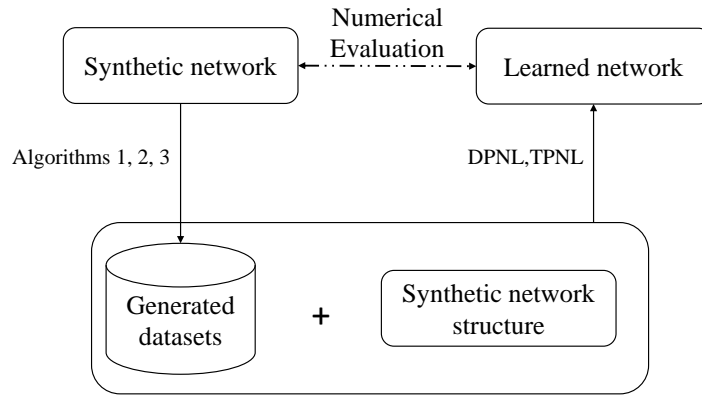 Numerical
Evaluation
Synthetic network
Learned network
Algorithms 1, 2, 3
DPNL,TPNL
Generated
datasets
+
Synthetic network
structure